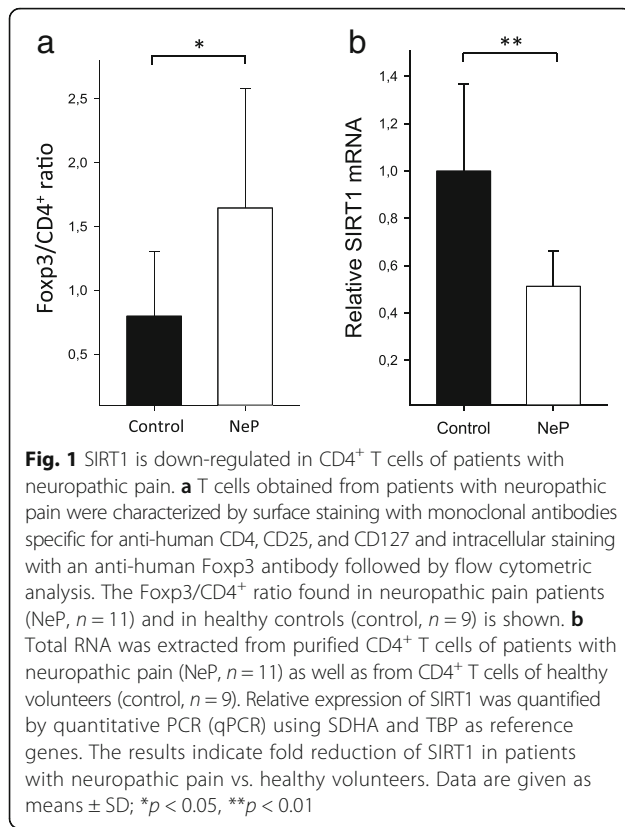 a
b
*
**
2,5
2,0
1,5
1,0
0,5
Foxp3/CD4⁺ ratio
Control NeP
1,4
1,2
1,0
0,8
0,6
0,4
0,2
Relative SIRT1 mRNA
Control NeP
Fig. 1 SIRT1 is down-regulated in CD4⁺ T cells of patients with
neuropathic pain. a T cells obtained from patients with neuropathic
pain were characterized by surface staining with monoclonal antibodies
specific for anti-human CD4, CD25, and CD127 and intracellular staining
with an anti-human Foxp3 antibody followed by flow cytometric
analysis. The Foxp3/CD4⁺ ratio found in neuropathic pain patients
(NeP, n = 11) and in healthy controls (control, n = 9) is shown. b
Total RNA was extracted from purified CD4⁺ T cells of patients with
neuropathic pain (NeP, n = 11) as well as from CD4⁺ T cells of healthy
volunteers (control, n = 9). Relative expression of SIRT1 was quantified
by quantitative PCR (qPCR) using SDHA and TBP as reference
genes. The results indicate fold reduction of SIRT1 in patients
with neuropathic pain vs. healthy volunteers. Data are given as
means ± SD; *p < 0.05, **p < 0.01